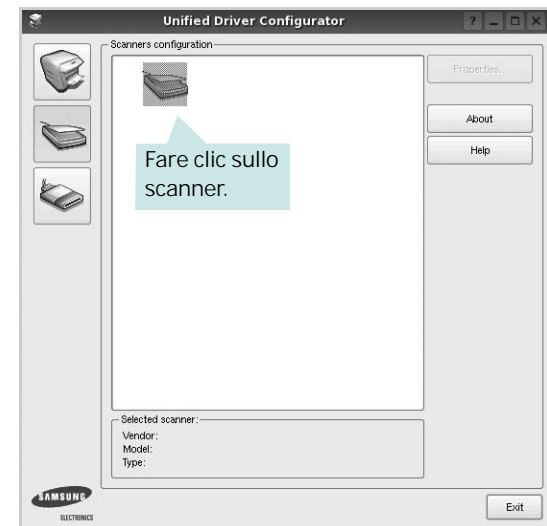 Unified Driver Configurator
Scanners configuration
Properties...
About
Help
Fare clic sullo
scanner.
Selected scanner:
Vendor:
Model:
Type:
SAMSUNG
ELECTRONICS
Exit